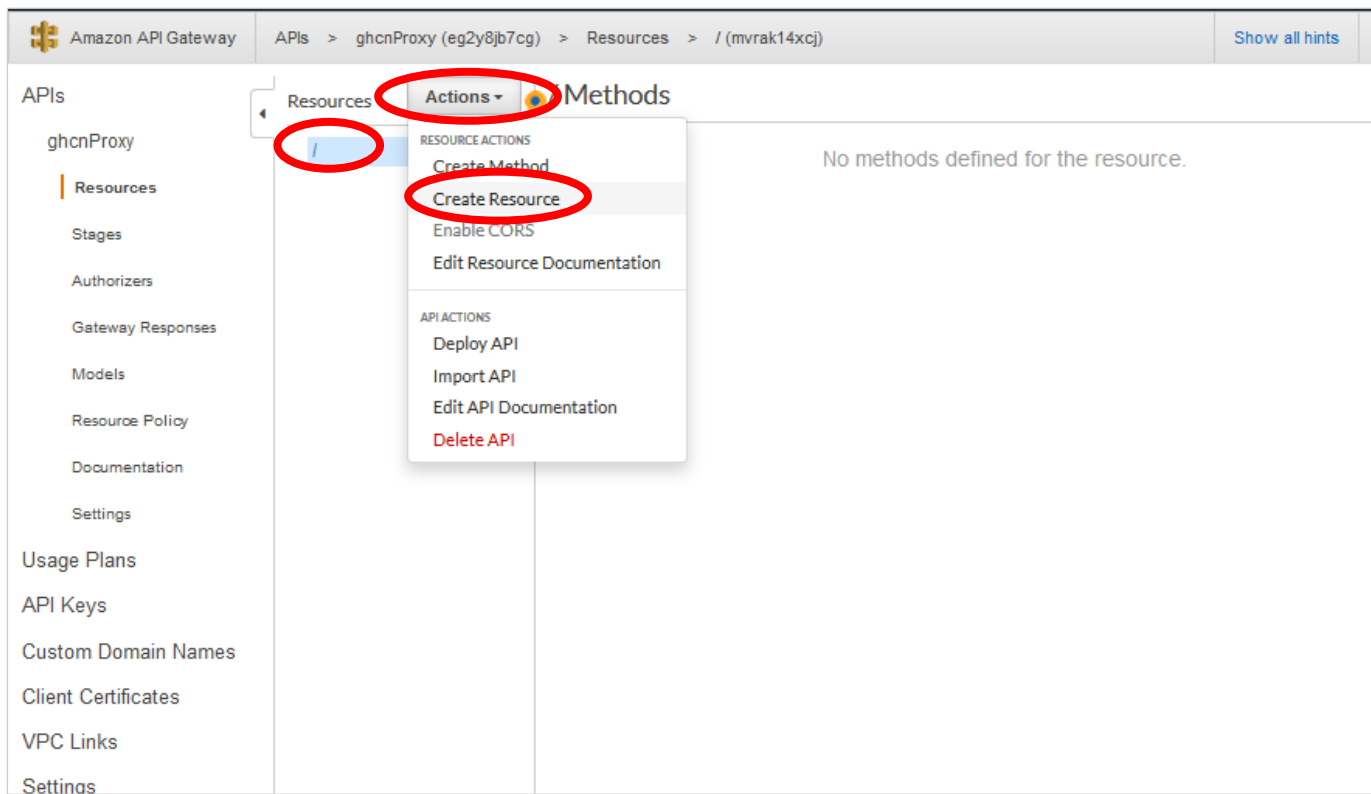 Amazon API Gateway
APIs > ghcnProxy (eg2y8jb7cg) > Resources > / (mvrak14xcj)
Show all hints
APIs
ghcnProxy
Resources
Stages
Authorizers
Gateway Responses
Models
Resource Policy
Documentation
Settings
Usage Plans
API Keys
Custom Domain Names
Client Certificates
VPC Links
Settings
Resources
/
Actions
RESOURCE ACTIONS
Create Method
Create Resource
Enable CORS
Edit Resource Documentation
API ACTIONS
Deploy API
Import API
Edit API Documentation
Delete API
/ Methods
No methods defined for the resource.